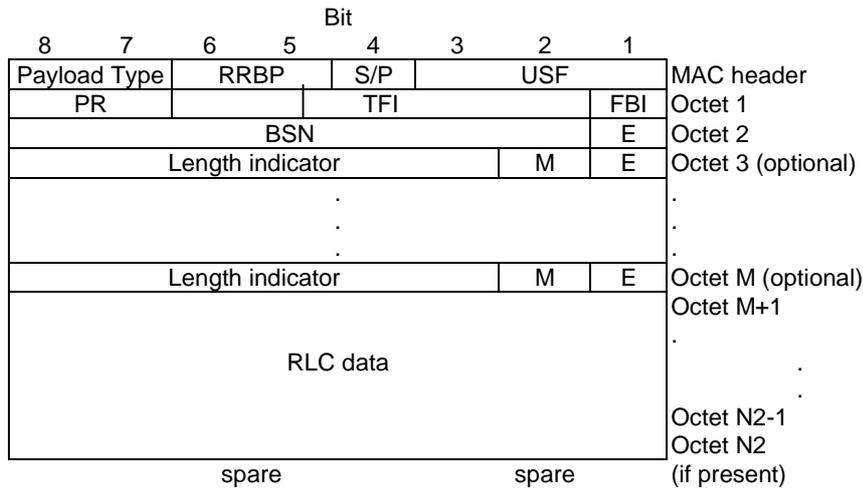 Bit
8 7 6 5 4 3 2 1
Payload Type RRBP S/P USF MAC header
PR TFI FBI Octet 1
BSN E Octet 2
Length indicator M E Octet 3 (optional)
. .
. .
. .
Length indicator M E Octet M (optional)
Octet M+1
.
RLC data .
.
Octet N2-1
Octet N2
spare spare (if present)